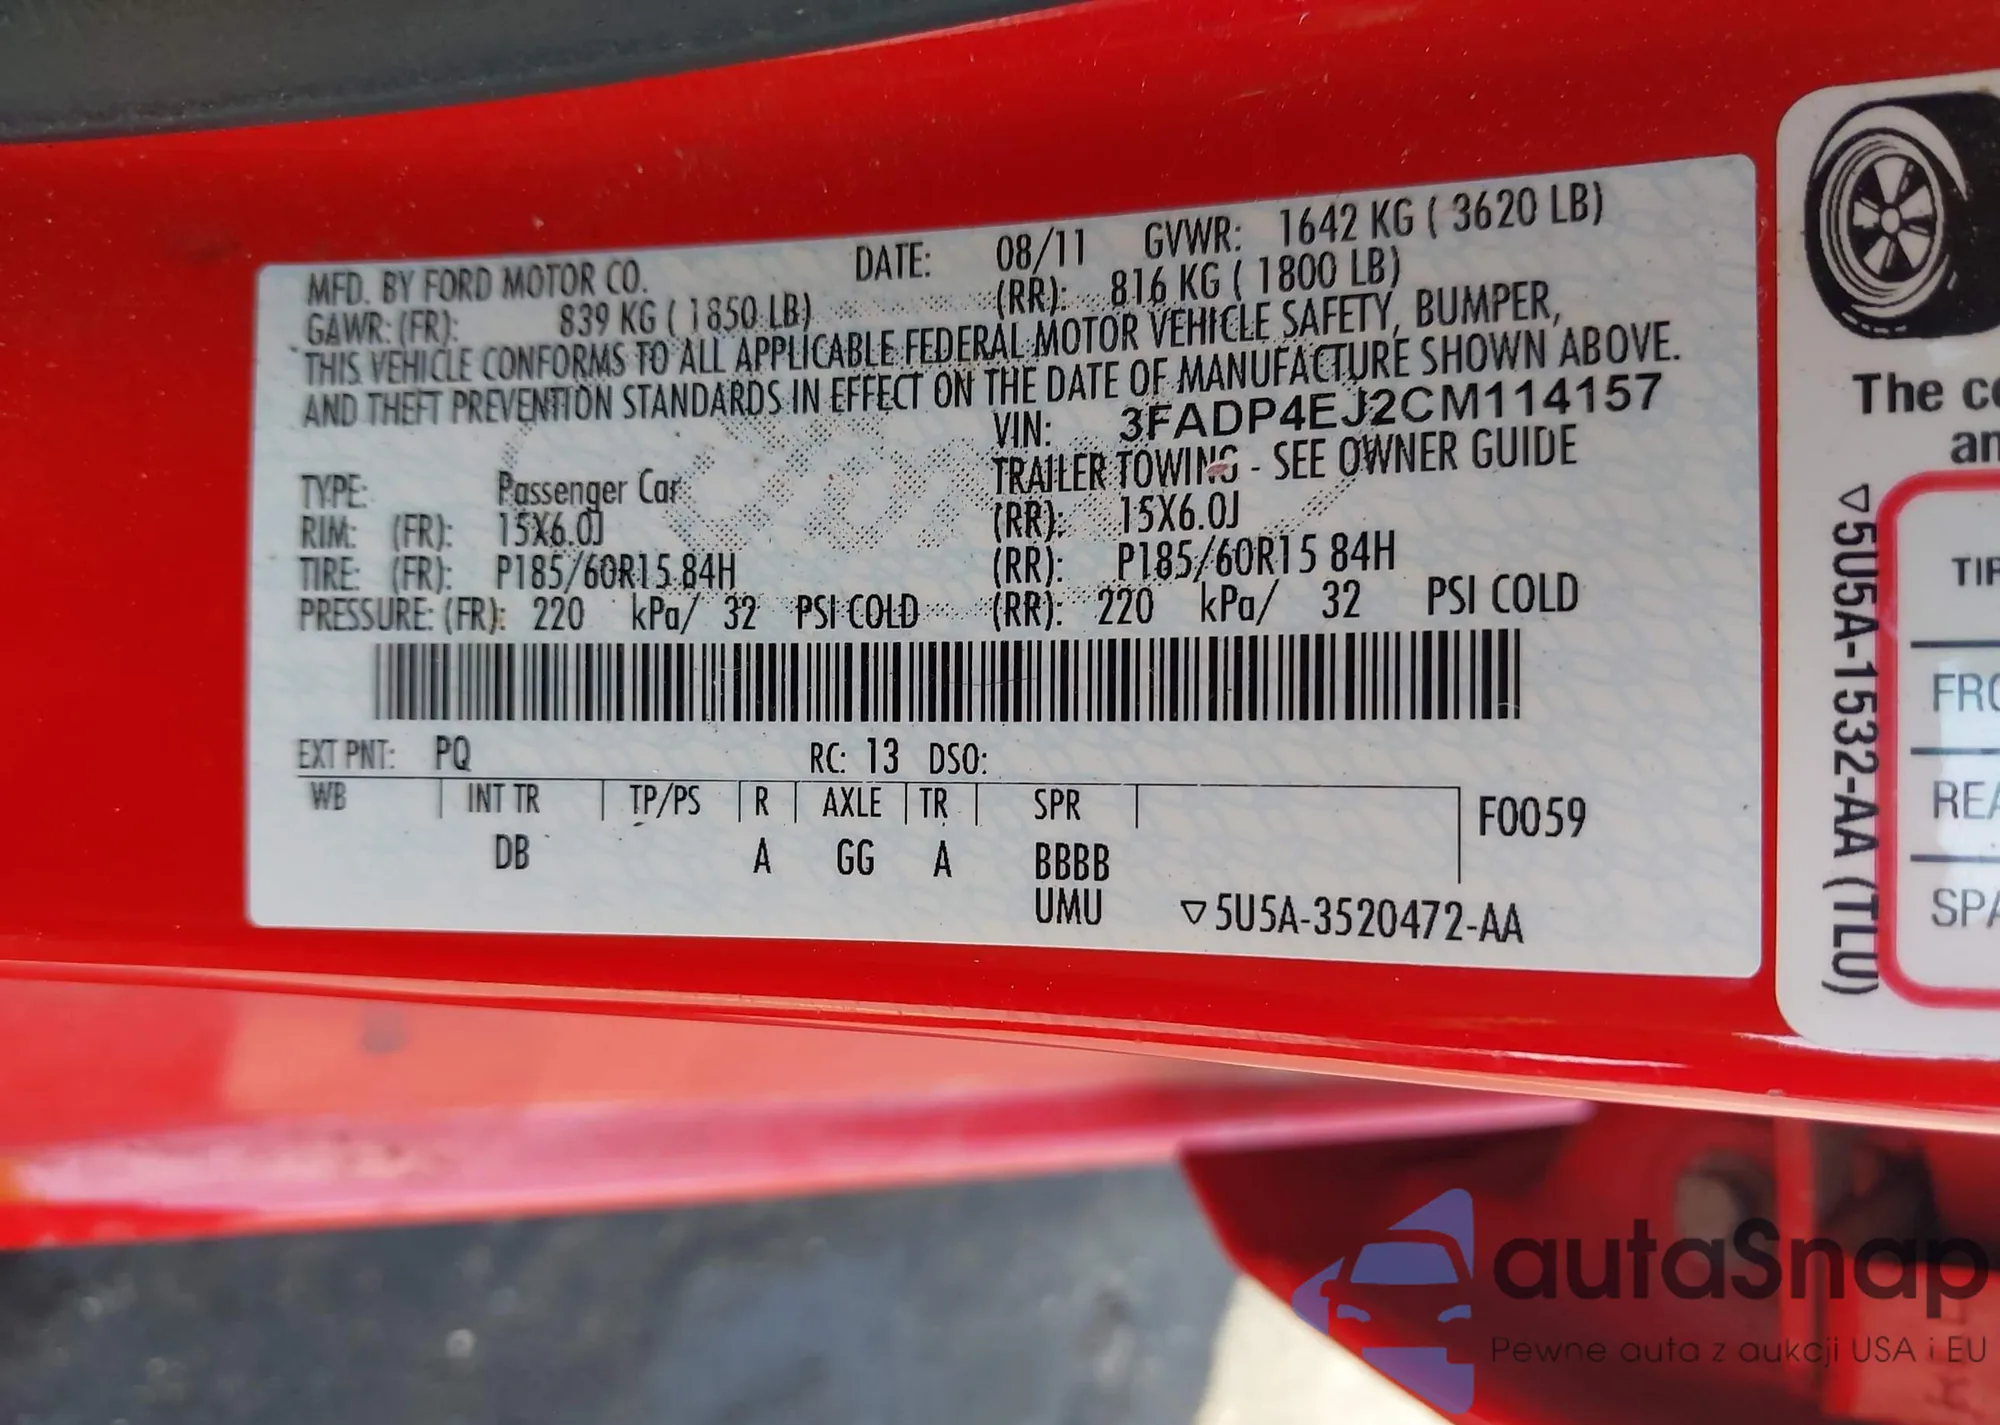 MFD. BY FORD MOTOR CO. DATE: 08/11 GVWR: 1642 KG ( 3620 LB)
GAWR: (FR): 839 KG ( 1850 LB) (RR): 816 KG ( 1800 LB)
THIS VEHICLE CONFORMS TO ALL APPLICABLE FEDERAL MOTOR VEHICLE SAFETY, BUMPER,
AND THEFT PREVENTION STANDARDS IN EFFECT ON THE DATE OF MANUFACTURE SHOWN ABOVE.
VIN: 3FADP4EJ2CM114157
TRAILER TOWING - SEE OWNER GUIDE
TYPE: Passenger Car
RIM: (FR): 15X6.0J (RR): 15X6.0J
TIRE: (FR): P185/60R15 84H (RR): P185/60R15 84H
PRESSURE: (FR): 220 kPa/ 32 PSI COLD (RR): 220 kPa/ 32 PSI COLD
EXT PNT: PQ RC: 13 DSO:
WB INT TR TP/PS R AXLE TR SPR F0059
DB A GG A BBBB
UMU ▽5U5A-3520472-AA
The
▽5U5A-1532-AA (TLU)
autaSnap
Pewne auta z aukcji USA i EU